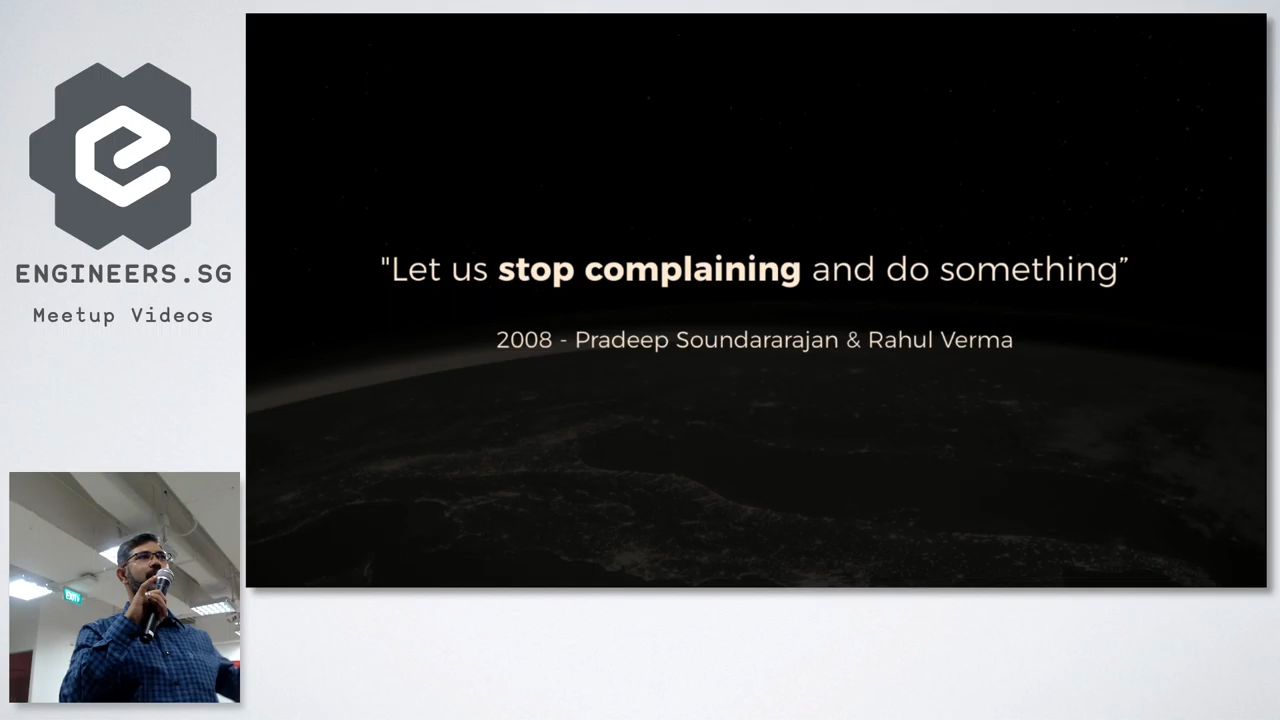 ENGINEERS.SG
Meetup Videos
"Let us stop complaining and do something”
2008 - Pradeep Soundararajan & Rahul Verma
EXIT